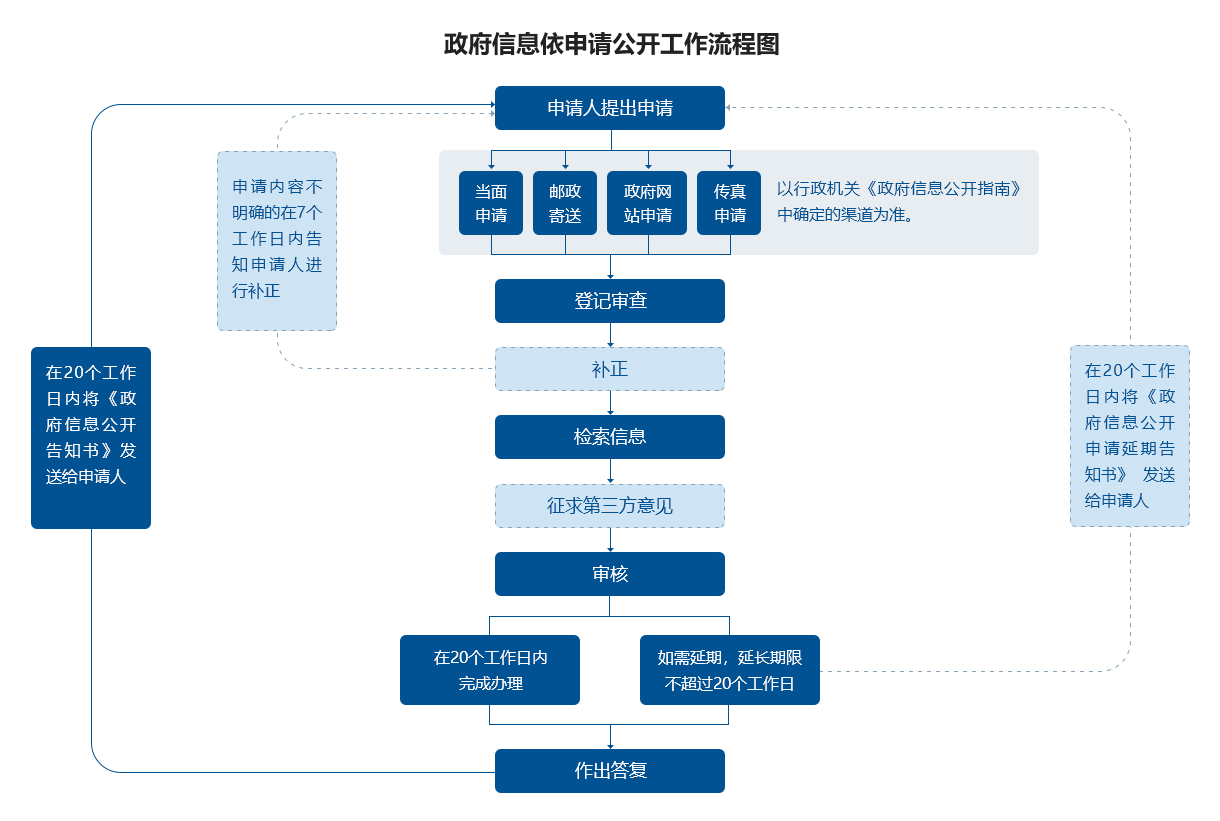 政府信息依申请公开工作流程图
申请人提出申请
当面
申请
邮政
寄送
政府网
站申请
传真
申请
以行政机关《政府信息公开指南》
中确定的渠道为准。
申请内容不
明确的在7个
工作日内告
知申请人进
行补正
登记审查
补正
检索信息
征求第三方意见
审核
在20个工作日内
完成办理
如需延期，延长期限
不超过20个工作日
作出答复
在20个工作
日内将《政
府信息公开
告知书》发
送给申请人
在20个工作
日内将《政
府信息公开
申请延期告
知书》 发送
给申请人